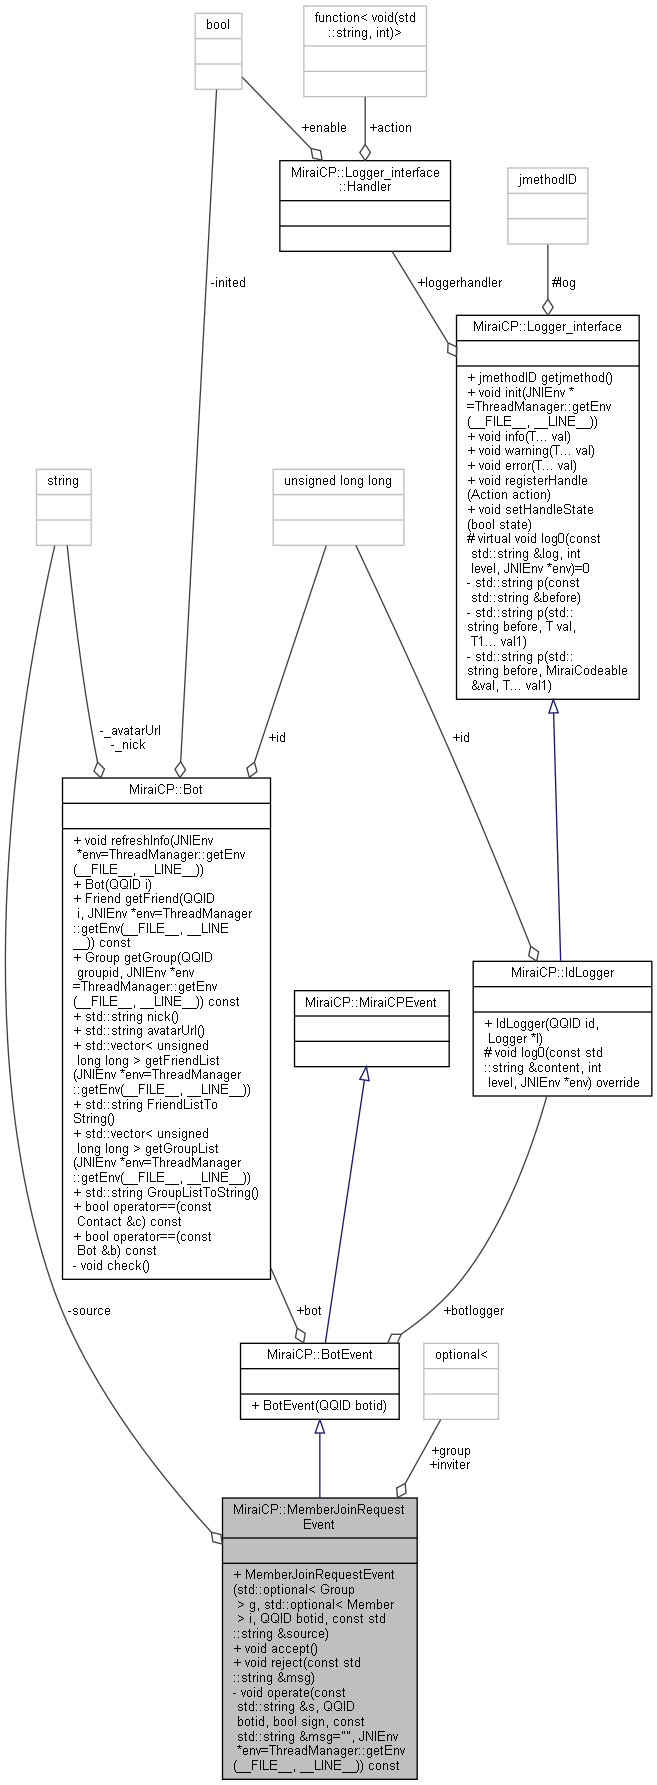 bool
function< void(std
::string, int)>
+enable
+action
MiraiCP::Logger_interface
::Handler
jmethodID
-inited
+loggerhandler
#log
MiraiCP::Logger_interface
+ jmethodID getjmethod()
+ void init(JNIEnv *
=ThreadManager::getEnv
(__FILE__, __LINE__))
+ void info(T... val)
+ void warning(T... val)
+ void error(T... val)
+ void registerHandle
(Action action)
+ void setHandleState
(bool state)
# virtual void log0(const
std::string &log, int
level, JNIEnv *env)=0
- std::string p(const
std::string &before)
- std::string p(std::
string before, T val,
T1... val1)
- std::string p(std::
string before, MiraiCodeable
&val, T... val1)
string
unsigned long long
-_avatarUrl
-_nick
+id
+id
MiraiCP::Bot
+ void refreshInfo(JNIEnv
*env=ThreadManager::getEnv
(__FILE__, __LINE__))
+ Bot(QQID i)
+ Friend getFriend(QQID
i, JNIEnv *env=ThreadManager
::getEnv(__FILE__, __LINE
__)) const
+ Group getGroup(QQID
groupid, JNIEnv *env
=ThreadManager::getEnv
(__FILE__, __LINE__)) const
+ std::string nick()
+ std::string avatarUrl()
+ std::vector< unsigned
long long > getFriendList
(JNIEnv *env=ThreadManager
::getEnv(__FILE__, __LINE__))
+ std::string FriendListTo
String()
+ std::vector< unsigned
long long > getGroupList
(JNIEnv *env=ThreadManager
::getEnv(__FILE__, __LINE__))
+ std::string GroupListToString()
+ bool operator==(const
Contact &c) const
+ bool operator==(const
Bot &b) const
- void check()
MiraiCP::IdLogger
+ IdLogger(QQID id,
Logger *l)
# void log0(const std
::string &content, int
level, JNIEnv *env) override
MiraiCP::MiraiCPEvent
-source
+bot
+botlogger
MiraiCP::BotEvent
+ BotEvent(QQID botid)
optional<
+group
+inviter
MiraiCP::MemberJoinRequest
Event
+ MemberJoinRequestEvent
(std::optional< Group
> g, std::optional< Member
> i, QQID botid, const std
::string &source)
+ void accept()
+ void reject(const std
::string &msg)
- void operate(const
std::string &s, QQID
botid, bool sign, const
std::string &msg="", JNIEnv
*env=ThreadManager::getEnv
(__FILE__, __LINE__)) const